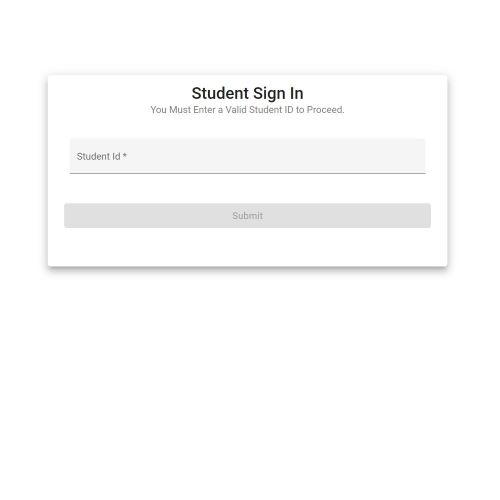 Student Sign In
You Must Enter a Valid Student ID to Proceed.
Student Id *
Submit